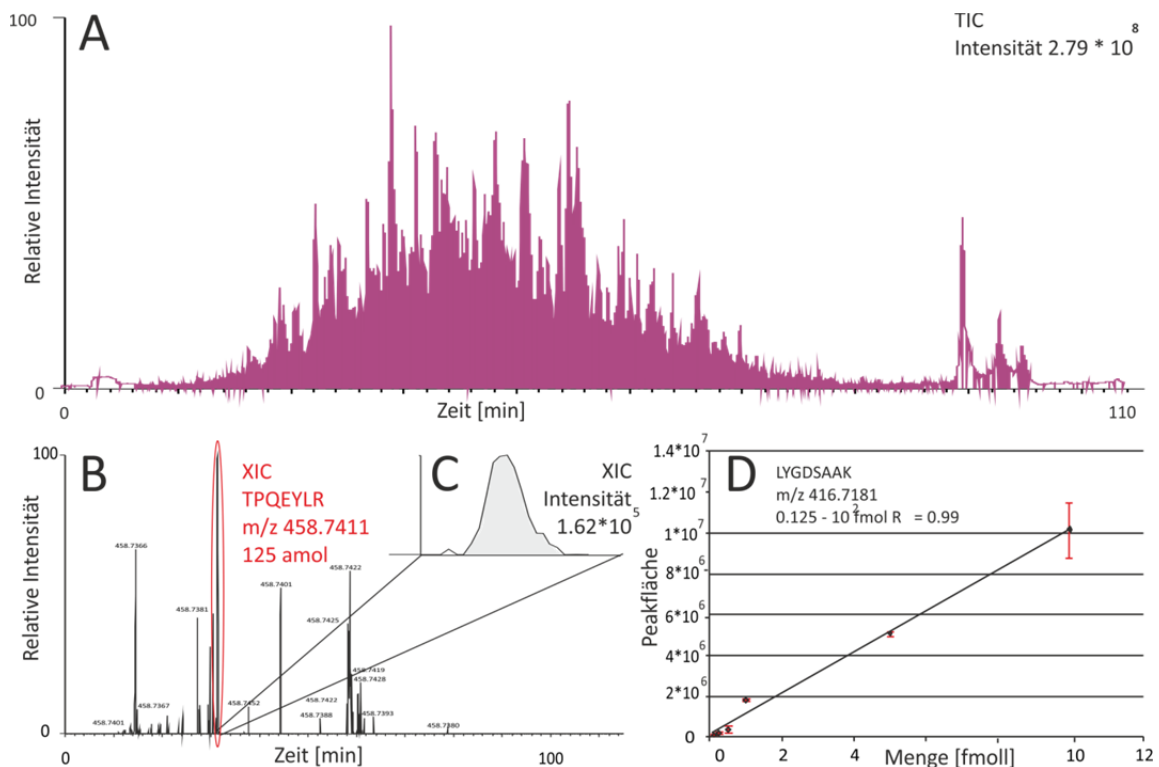 100
A
TIC
8
Intensität 2.79 * 10
Relative Intensität
0
0
Zeit [min]
110
100
B
XIC
TPQEYLR
m/z 458.7411
125 amol
C
XIC
Intensität
5
1.62*10
Relative Intensität
458.7366
458.7422
458.7401
458.7381
458.7425
458.7419
458.7428
458.7367
458.7452
458.7422
458.7401
458.7388
458.7393
458.7380
0
0
Zeit [min]
100
D
LYGDSAAK
m/z 416.7181
2
0.125 - 10 fmol R = 0.99
Peakfläche
1.4*10 7
1.2*10 7
1*10 7
8*10 6
6*10 6
4*10 6
2*10 6
0
0
2
4
6
8
10
12
Menge [fmoll]